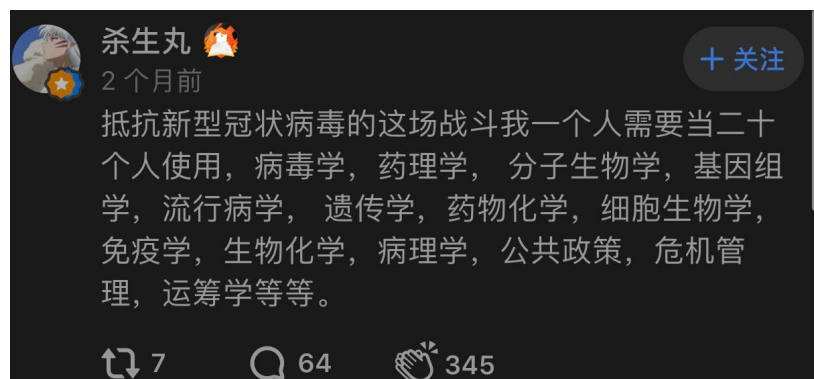 杀生丸
2 个月前
+ 关注
抵抗新型冠状病毒的这场战斗我一个人需要当二十
个人使用，病毒学，药理学， 分子生物学，基因组
学，流行病学， 遗传学，药物化学，细胞生物学，
免疫学，生物化学，病理学，公共政策，危机管
理，运筹学等等。
7 64 345